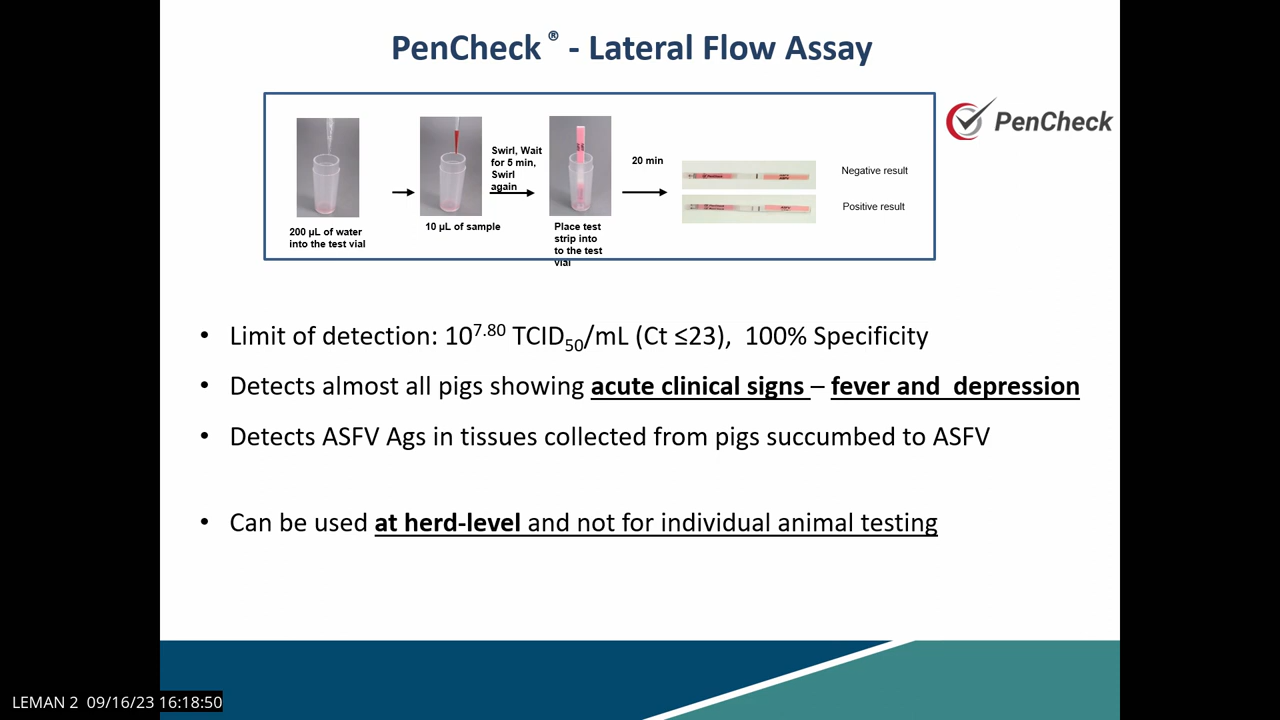 PenCheck® - Lateral Flow Assay
PenCheck
200 µL of water
into the test vial
10 µL of sample
Swirl, Wait
for 5 min,
Swirl
again
Place test
strip into
to the test
vial
20 min
Negative result
Positive result
• Limit of detection: 10^7.80 TCID_50/mL (Ct ≤23), 100% Specificity
• Detects almost all pigs showing acute clinical signs – fever and depression
• Detects ASFV Ags in tissues collected from pigs succumbed to ASFV
• Can be used at herd-level and not for individual animal testing
LEMAN 2 09/16/23 16:18:50